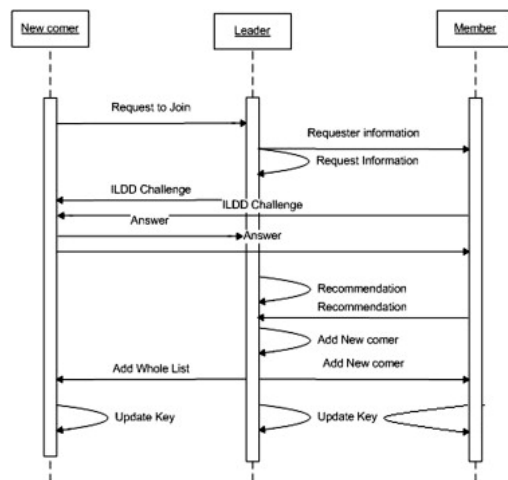 New comer
Leader
Member
Request to Join
Requester information
Request Information
ILDD Challenge
ILDD Challenge
Answer
Answer
Recommendation
Recommendation
Add New comer
Add Whole List
Add New comer
Update Key
Update Key